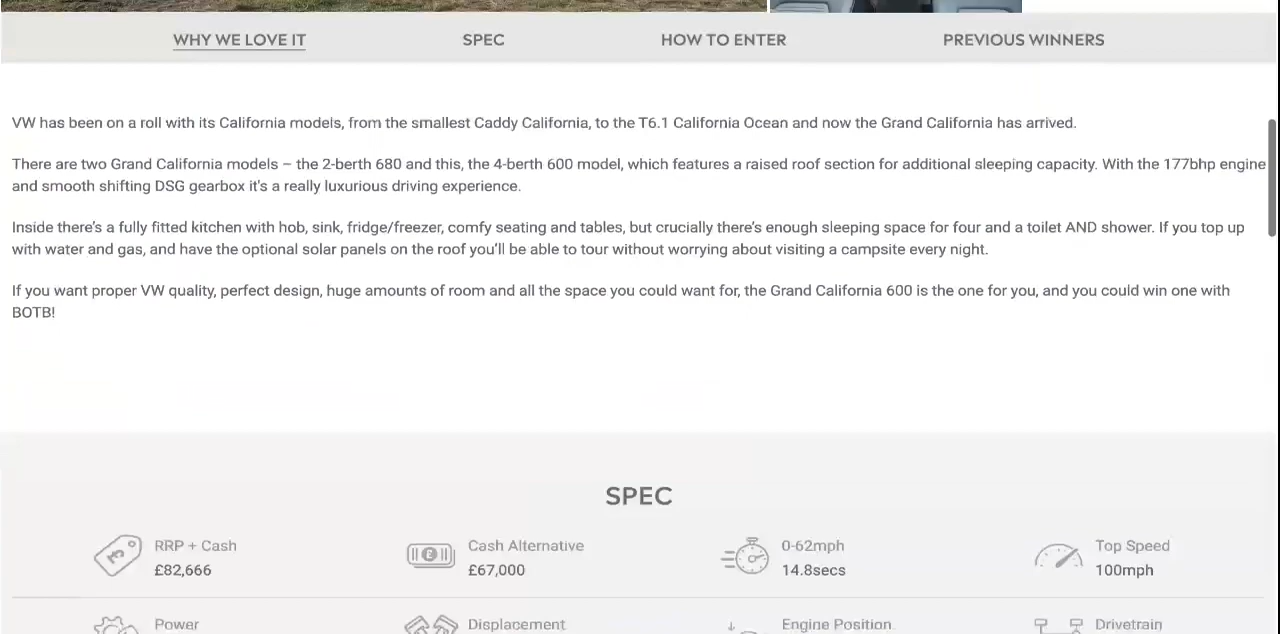 WHY WE LOVE IT SPEC HOW TO ENTER PREVIOUS WINNERS
VW has been on a roll with its California models, from the smallest Caddy California, to the T6.1 California Ocean and now the Grand California has arrived.
There are two Grand California models – the 2-berth 680 and this, the 4-berth 600 model, which features a raised roof section for additional sleeping capacity. With the 177bhp engine
and smooth shifting DSG gearbox it's a really luxurious driving experience.
Inside there's a fully fitted kitchen with hob, sink, fridge/freezer, comfy seating and tables, but crucially there's enough sleeping space for four and a toilet AND shower. If you top up
with water and gas, and have the optional solar panels on the roof you'll be able to tour without worrying about visiting a campsite every night.
If you want proper VW quality, perfect design, huge amounts of room and all the space you could want for, the Grand California 600 is the one for you, and you could win one with
BOTB!
SPEC
RRP + Cash Cash Alternative 0-62mph Top Speed
£82,666 £67,000 14.8secs 100mph
Power Displacement Engine Position Drivetrain